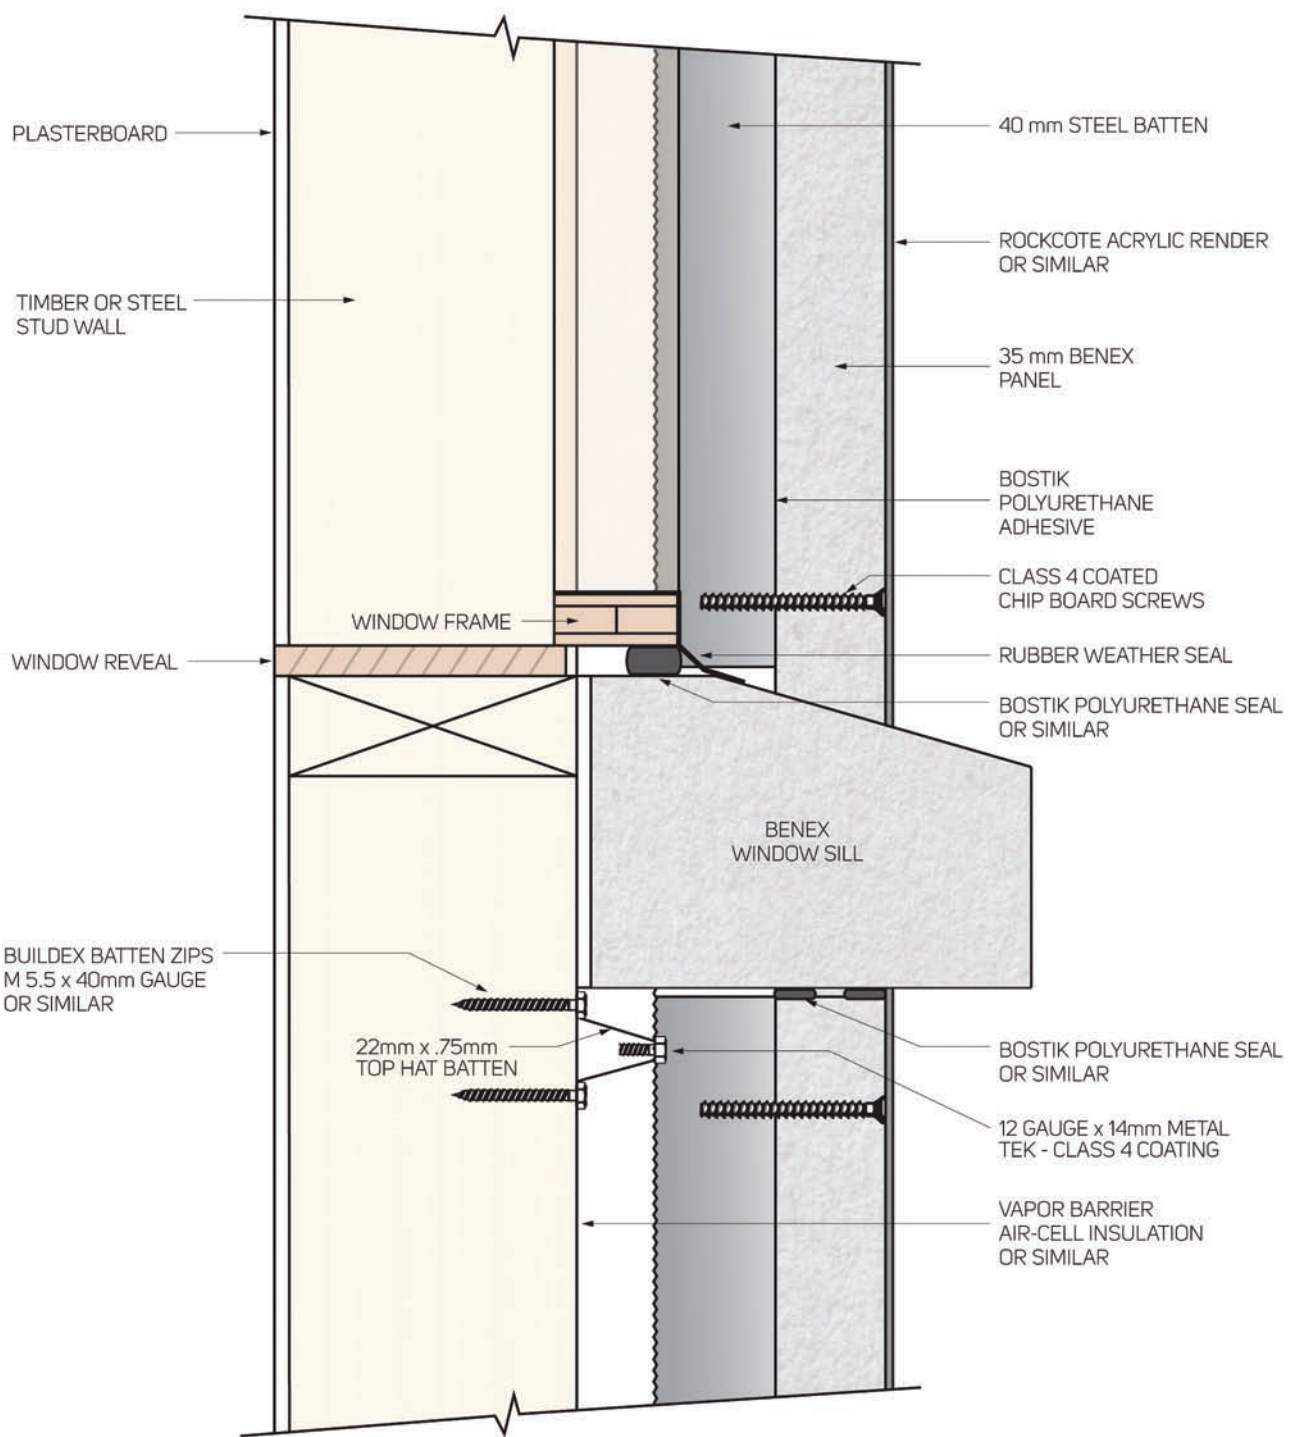 PLASTERBOARD
TIMBER OR STEEL
STUD WALL
WINDOW FRAME
WINDOW REVEAL
BUILDEX BATTEN ZIPS
M 5.5 x 40mm GAUGE
OR SIMILAR
22mm x .75mm
TOP HAT BATTEN
BENEX
WINDOW SILL
40 mm STEEL BATTEN
ROCKCOTE ACRYLIC RENDER
OR SIMILAR
35 mm BENEX
PANEL
BOSTIK
POLYURETHANE
ADHESIVE
CLASS 4 COATED
CHIP BOARD SCREWS
RUBBER WEATHER SEAL
BOSTIK POLYURETHANE SEAL
OR SIMILAR
BOSTIK POLYURETHANE SEAL
OR SIMILAR
12 GAUGE x 14mm METAL
TEK - CLASS 4 COATING
VAPOR BARRIER
AIR-CELL INSULATION
OR SIMILAR